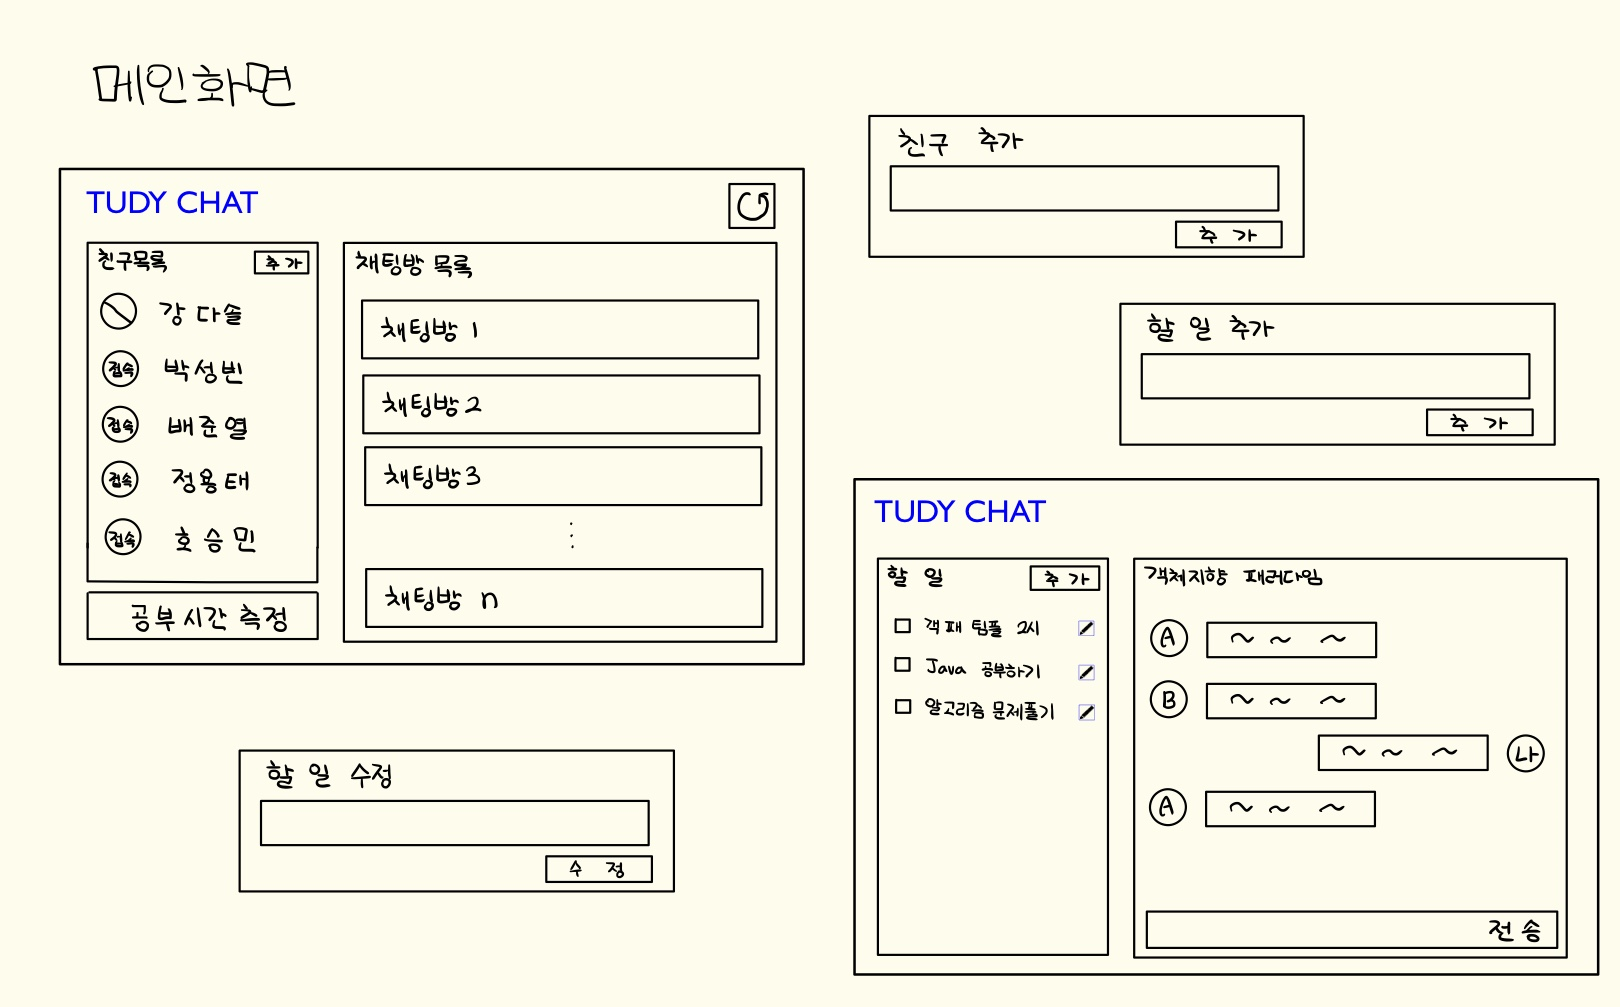 메인화면
TUDY CHAT
친구목록 추가
강다솔
접속 박성빈
접속 배준열
접속 정용태
접속 호승민
공부시간 측정
채팅방 목록
채팅방 1
채팅방 2
채팅방 3
채팅방 n
친구 추가
추가
할 일 추가
추가
할 일 수정
수정
TUDY CHAT
할 일 추가
객패 팀플 2시
Java 공부하기
알고리즘 문제풀기
객체지향 패러다임
A ~ ~ ~
B ~ ~ ~
~ ~ ~ 나
A ~ ~ ~
전송